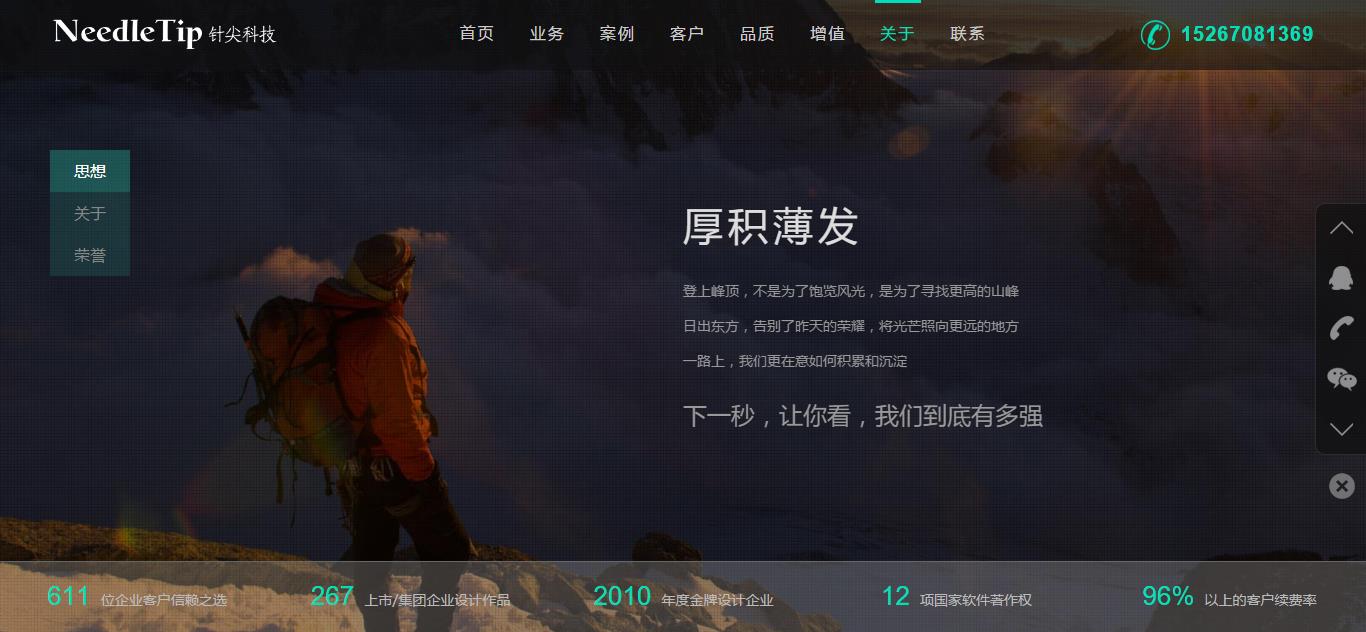 NeedleTip 针尖科技
首页 业务 案例 客户 品质 增值 关于 联系
15267081369
思想
关于
荣誉
厚积薄发
登上峰顶，不是为了饱览风光，是为了寻找更高的山峰
日出东方，告别了昨天的荣耀，将光芒照向更远的地方
一路上，我们更在意如何积累和沉淀
下一秒，让你看，我们到底有多强
611 位企业客户信赖之选 267 上市/集团企业设计作品 2010 年度金牌设计企业 12 项国家软件著作权 96% 以上的客户续费率